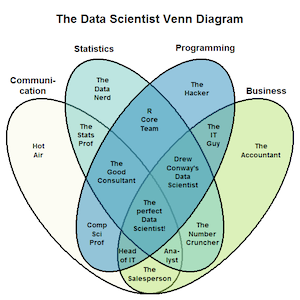 The Data Scientist Venn Diagram
Statistics
Programming
Communi-
cation
Business
The
Data
Nerd
The
Hacker
R
Core
Team
The
Stats
Prof
The
IT
Guy
Hot
Air
The
Accountant
The
Good
Consultant
Drew
Conway's
Data
Scientist
The
perfect
Data
Scientist!
Comp
Sci
Prof
The
Number
Cruncher
Head
of IT
Ana-
lyst
The
Salesperson